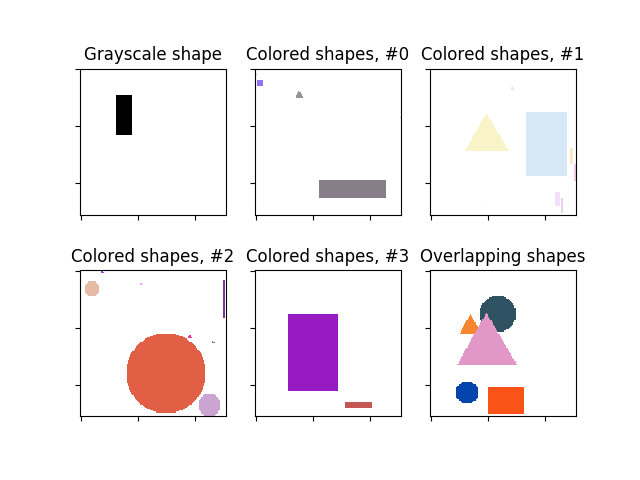 Grayscale shape
Colored shapes, #0
Colored shapes, #1
Colored shapes, #2
Colored shapes, #3
Overlapping shapes